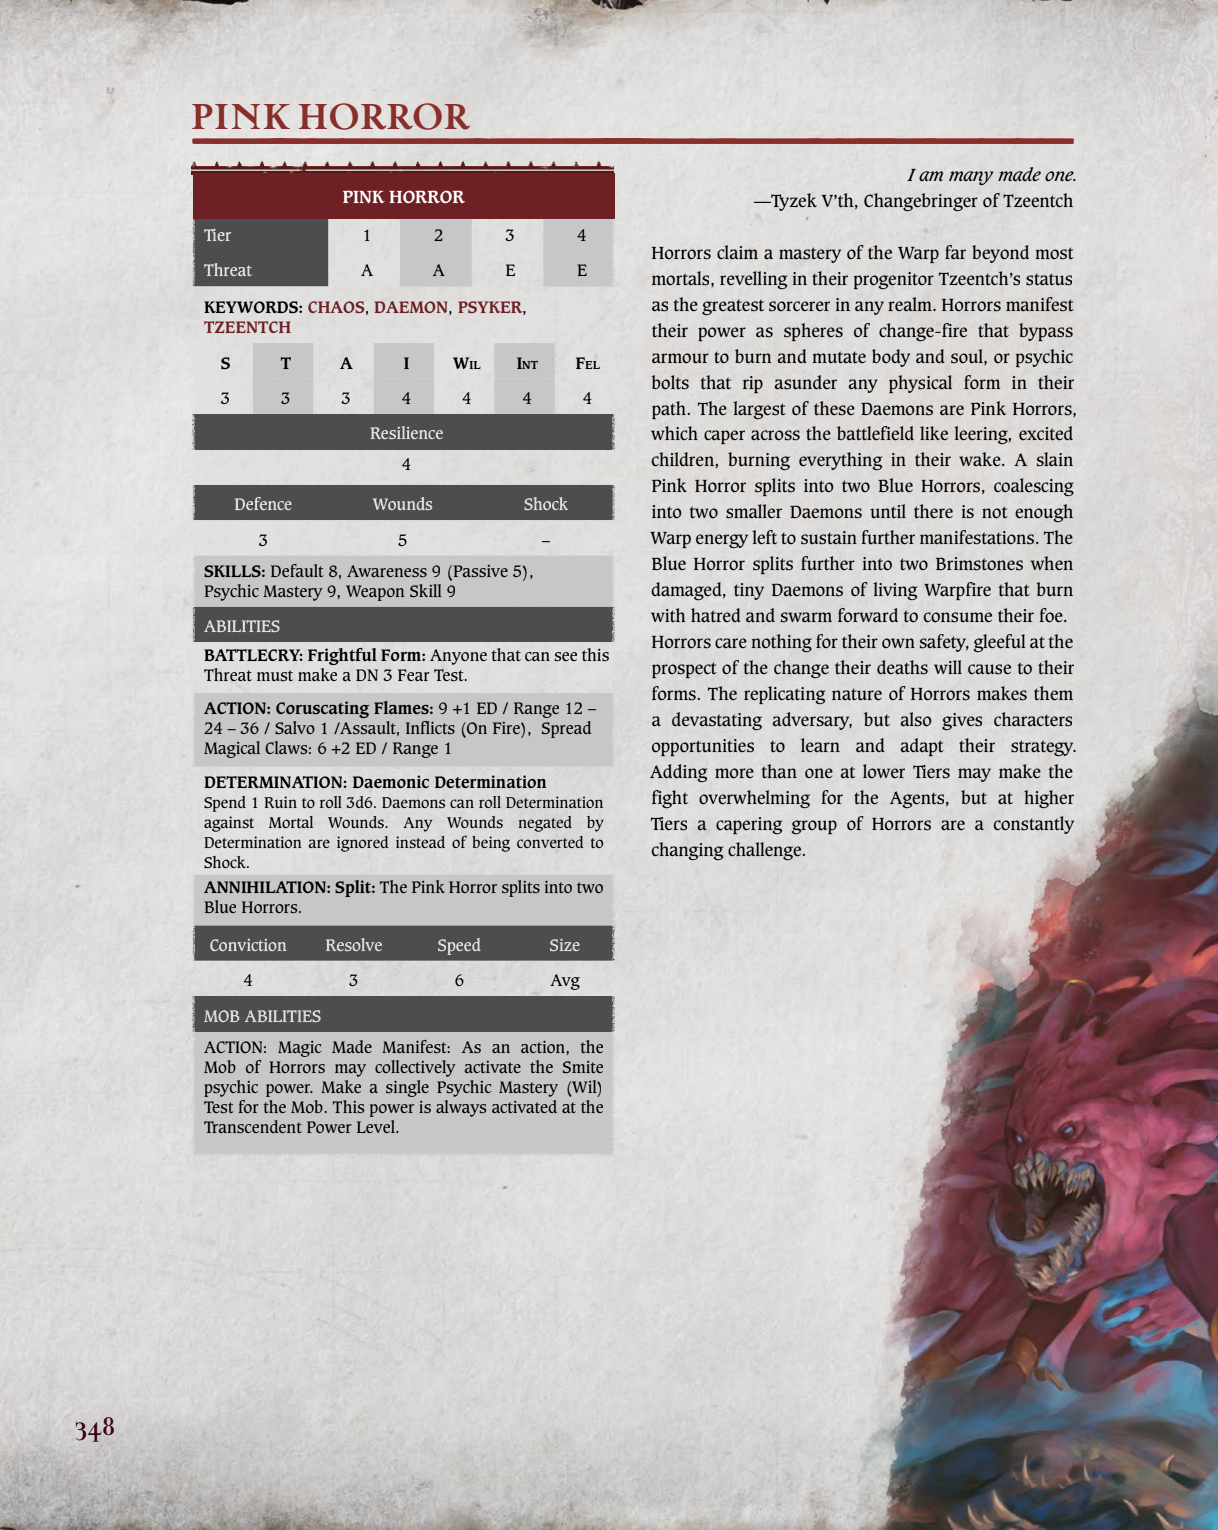 PINK HORROR
PINK HORROR
Tier 1 2 3 4
Threat A A E E
KEYWORDS: CHAOS, DAEMON, PSYKER,
TZEENTCH
S T A I WIL INT FEL
3 3 3 4 4 4 4
Resilience
4
Defence Wounds Shock
3 5 –
SKILLS: Default 8, Awareness 9 (Passive 5),
Psychic Mastery 9, Weapon Skill 9
ABILITIES
BATTLECRY: Frightful Form: Anyone that can see this
Threat must make a DN 3 Fear Test.
ACTION: Coruscating Flames: 9 +1 ED / Range 12 –
24 – 36 / Salvo 1 /Assault, Inflicts (On Fire), Spread
Magical Claws: 6 +2 ED / Range 1
DETERMINATION: Daemonic Determination
Spend 1 Ruin to roll 3d6. Daemons can roll Determination
against Mortal Wounds. Any Wounds negated by
Determination are ignored instead of being converted to
Shock.
ANNIHILATION: Split: The Pink Horror splits into two
Blue Horrors.
Conviction Resolve Speed Size
4 3 6 Avg
MOB ABILITIES
ACTION: Magic Made Manifest: As an action, the
Mob of Horrors may collectively activate the Smite
psychic power. Make a single Psychic Mastery (Wil)
Test for the Mob. This power is always activated at the
Transcendent Power Level.
I am many made one.
—Tyzek V'th, Changebringer of Tzeentch
Horrors claim a mastery of the Warp far beyond most
mortals, revelling in their progenitor Tzeentch's status
as the greatest sorcerer in any realm. Horrors manifest
their power as spheres of change-fire that bypass
armour to burn and mutate body and soul, or psychic
bolts that rip asunder any physical form in their
path. The largest of these Daemons are Pink Horrors,
which caper across the battlefield like leering, excited
children, burning everything in their wake. A slain
Pink Horror splits into two Blue Horrors, coalescing
into two smaller Daemons until there is not enough
Warp energy left to sustain further manifestations. The
Blue Horror splits further into two Brimstones when
damaged, tiny Daemons of living Warpfire that burn
with hatred and swarm forward to consume their foe.
Horrors care nothing for their own safety, gleeful at the
prospect of the change their deaths will cause to their
forms. The replicating nature of Horrors makes them
a devastating adversary, but also gives characters
opportunities to learn and adapt their strategy.
Adding more than one at lower Tiers may make the
fight overwhelming for the Agents, but at higher
Tiers a capering group of Horrors are a constantly
changing challenge.
348